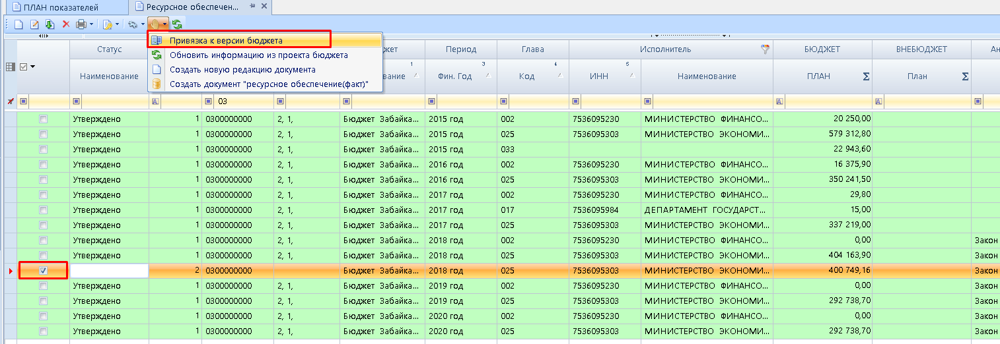 ПЛАН показателей
Ресурсное обеспечен...
Привязка к версии бюджета
Обновить информацию из проекта бюджета
Создать новую редакцию документа
Создать документ "ресурсное обеспечение(факт)"
Статус жет Период Глава Исполнитель БЮДЖЕТ ВНЕБЮДЖЕТ Ан
1 3 4 5
Наименование вание Фин. Год Код ИНН Наименование ПЛАН Σ План Σ
03
Утверждено 1 0300000000 2, 1, Бюджет Забайка... 2015 год 002 7536095230 МИНИСТЕРСТВО ФИНАНСО... 20 250,00
Утверждено 1 0300000000 2, 1, Бюджет Забайка... 2015 год 025 7536095303 МИНИСТЕРСТВО ЭКОНОМИ... 579 312,80
Утверждено 1 0300000000 2, 1, Бюджет Забайка... 2015 год 033 22 943,60
Утверждено 1 0300000000 2, 1, Бюджет Забайка... 2016 год 002 7536095230 МИНИСТЕРСТВО ФИНАНСО... 16 375,90
Утверждено 1 0300000000 2, 1, Бюджет Забайка... 2016 год 025 7536095303 МИНИСТЕРСТВО ЭКОНОМИ... 350 241,50
Утверждено 1 0300000000 2, 1, Бюджет Забайка... 2017 год 002 7536095230 МИНИСТЕРСТВО ФИНАНСО... 29,80
Утверждено 1 0300000000 2, 1, Бюджет Забайка... 2017 год 017 7536095984 ДЕПАРТАМЕНТ ГОСУДАРСТ... 15,00
Утверждено 1 0300000000 2, 1, Бюджет Забайка... 2017 год 025 7536095303 МИНИСТЕРСТВО ЭКОНОМИ... 337 219,00
Утверждено 1 0300000000 2, 1, Бюджет Забайка... 2018 год 002 7536095230 МИНИСТЕРСТВО ФИНАНСО... 0,00 Закон
Утверждено 1 0300000000 2, 1, Бюджет Забайка... 2018 год 025 7536095303 МИНИСТЕРСТВО ЭКОНОМИ... 404 163,90 Закон
2 0300000000 Бюджет Забайка... 2018 год 025 7536095303 МИНИСТЕРСТВО ЭКОНОМИ... 400 749,16 Закон
Утверждено 1 0300000000 2, 1, Бюджет Забайка... 2019 год 002 7536095230 МИНИСТЕРСТВО ФИНАНСО... 0,00 Закон
Утверждено 1 0300000000 2, 1, Бюджет Забайка... 2019 год 025 7536095303 МИНИСТЕРСТВО ЭКОНОМИ... 292 738,70 Закон
Утверждено 1 0300000000 2, 1, Бюджет Забайка... 2020 год 002 7536095230 МИНИСТЕРСТВО ФИНАНСО... 0,00 Закон
Утверждено 1 0300000000 2, 1, Бюджет Забайка... 2020 год 025 7536095303 МИНИСТЕРСТВО ЭКОНОМИ... 292 738,70 Закон